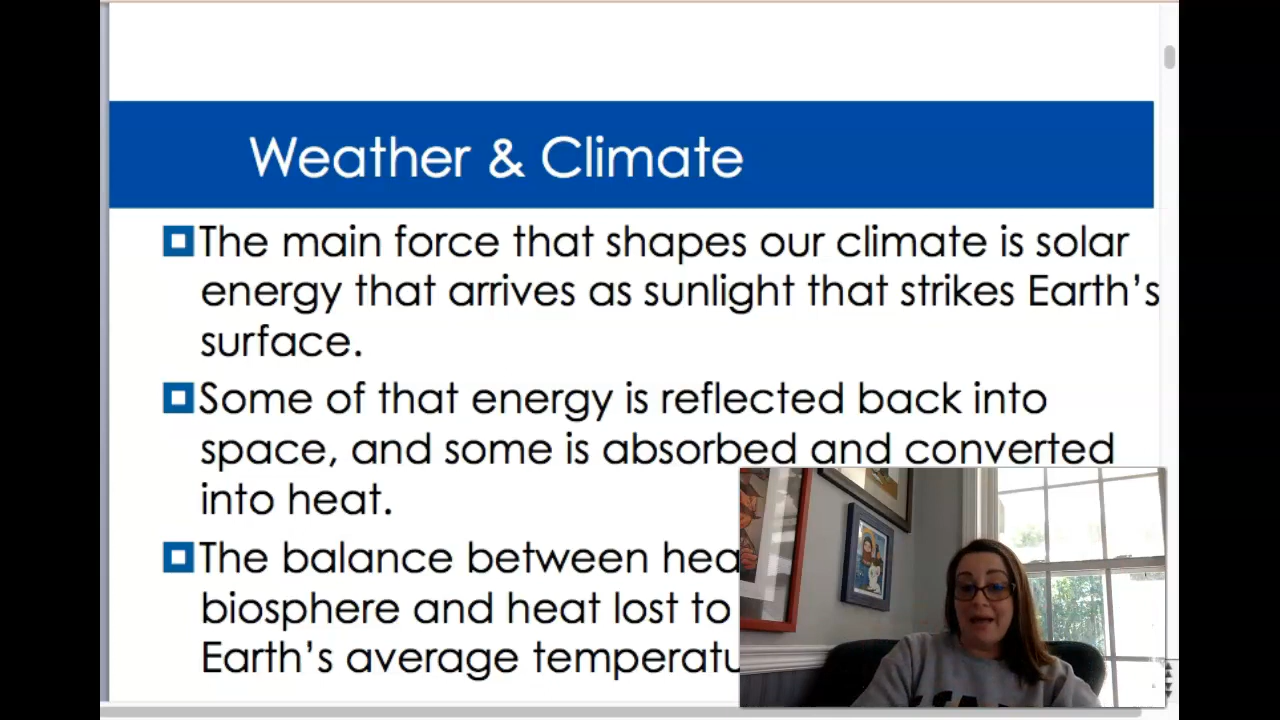 Weather & Climate
The main force that shapes our climate is solar
energy that arrives as sunlight that strikes Earth's
surface.
Some of that energy is reflected back into
space, and some is absorbed and converted
into heat.
The balance between hea
biosphere and heat lost to
Earth's average temperatu